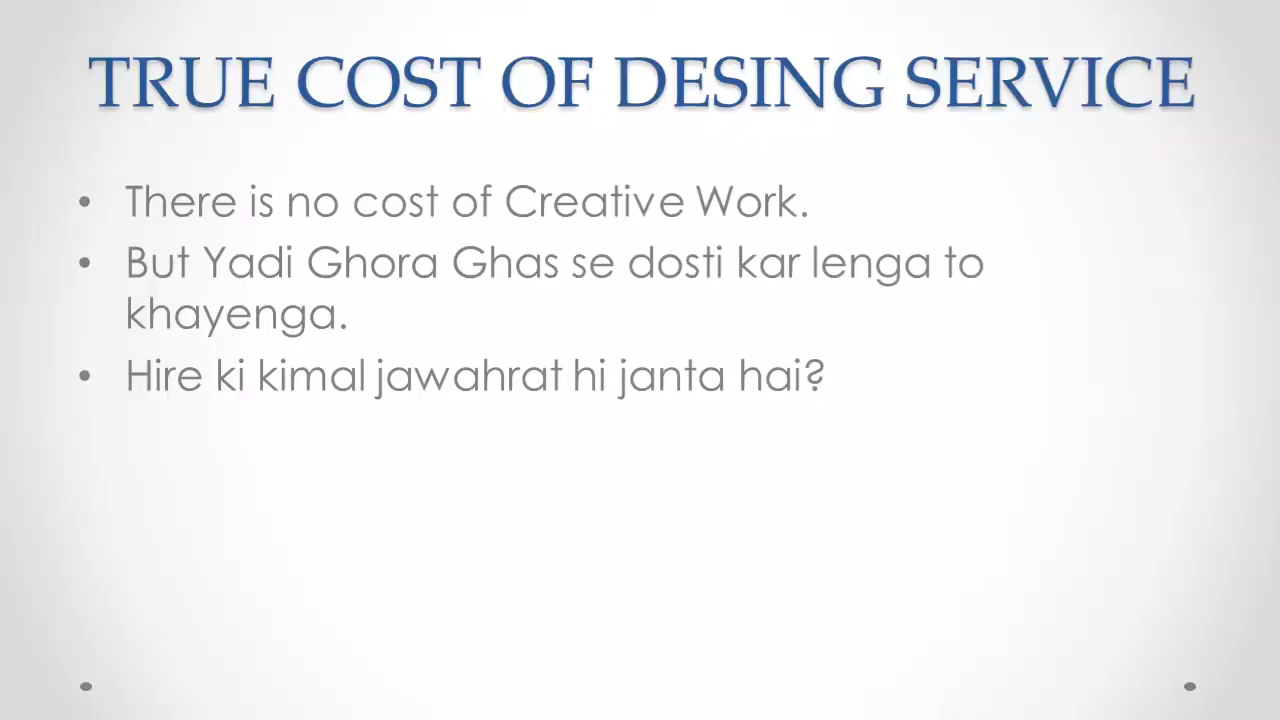 TRUE COST OF DESING SERVICE
• There is no cost of Creative Work.
• But Yadi Ghora Ghas se dosti kar lenga to
khayenga.
• Hire ki kimal jawahrat hi janta hai?